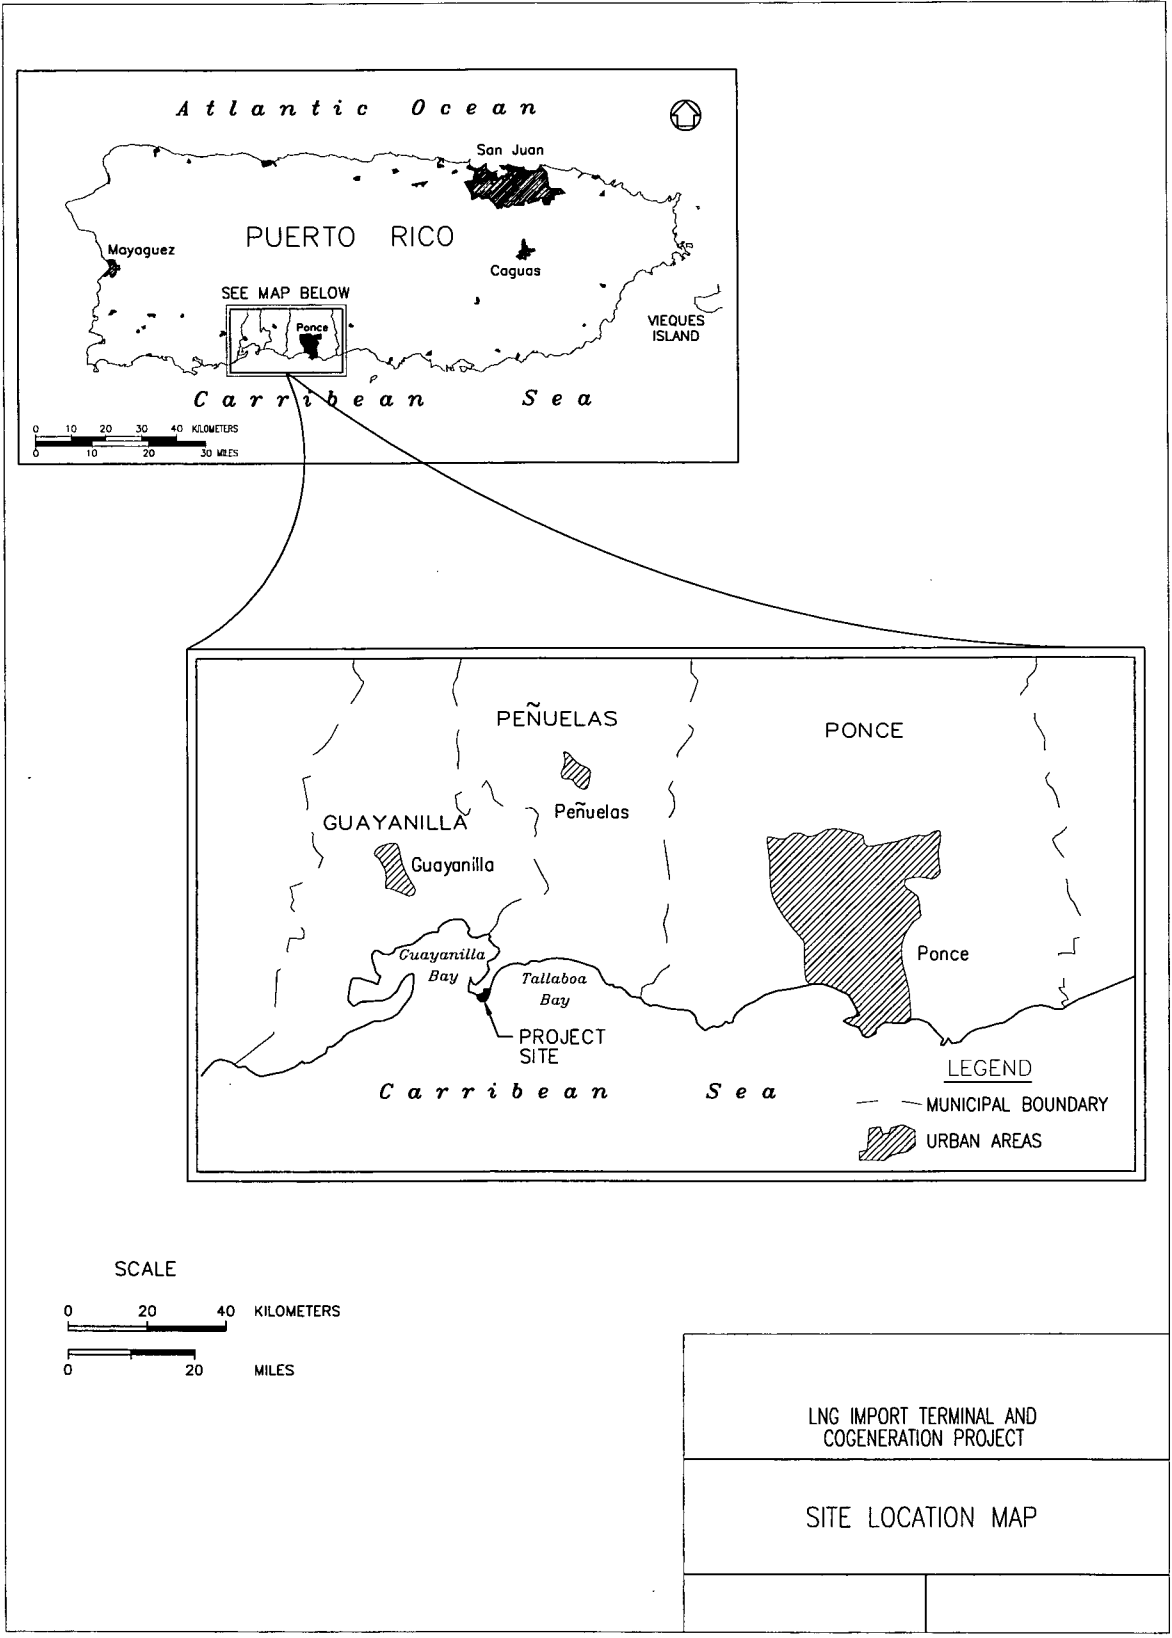 Atlantic Ocean
San Juan
PUERTO RICO
Mayaguez
Caguas
SEE MAP BELOW
Ponce
VIEQUES
ISLAND
Carribean Sea
0 10 20 30 40 KILOMETERS
0 10 20 30 MILES
PEÑUELAS
PONCE
Peñuelas
GUAYANILLA
Guayanilla
Guayanilla
Bay
Ponce
Tallaboa
Bay
PROJECT
SITE
Carribean Sea
LEGEND
MUNICIPAL BOUNDARY
URBAN AREAS
SCALE
0 20 40 KILOMETERS
0 20 MILES
LNG IMPORT TERMINAL AND
COGENERATION PROJECT
SITE LOCATION MAP